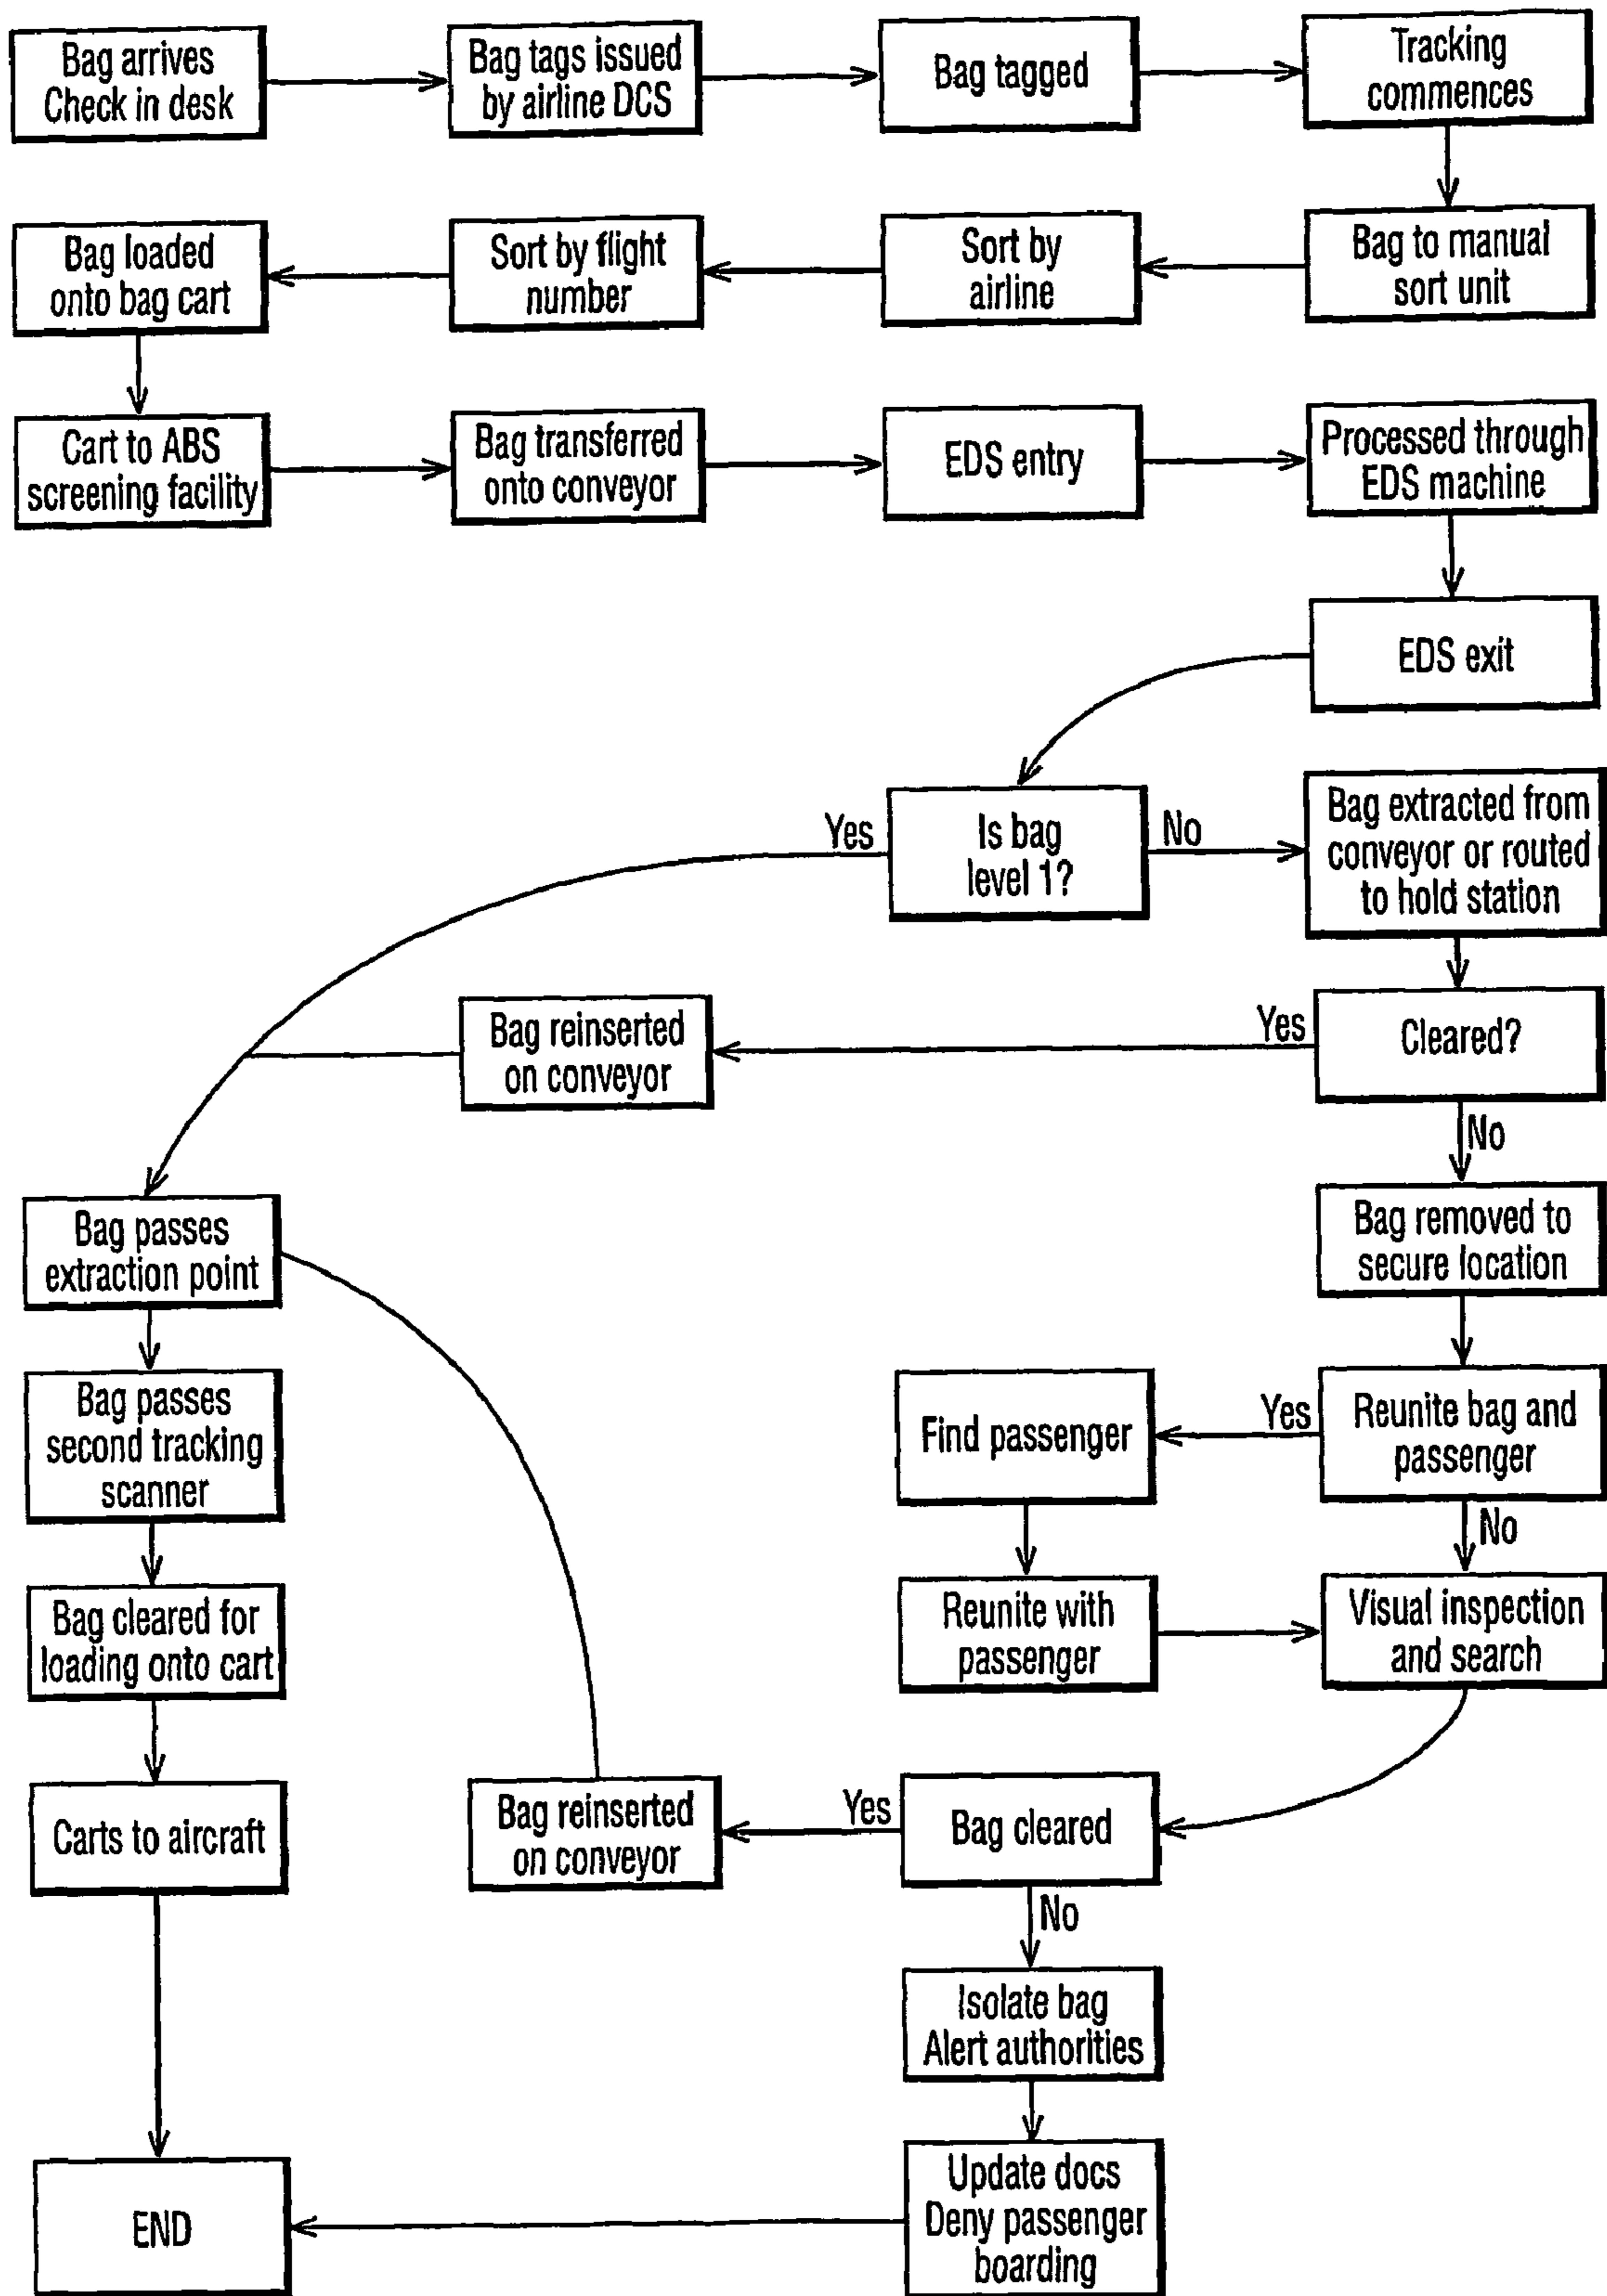 Bag arrives
Check in desk
Bag tags issued
by airline DCS
Bag tagged
Tracking
commences
Bag loaded
onto bag cart
Sort by flight
number
Sort by
airline
Bag to manual
sort unit
Cart to ABS
screening facility
Bag transferred
onto conveyor
EDS entry
Processed through
EDS machine
EDS exit
Yes
Is bag
level 1?
No
Bag extracted from
conveyor or routed
to hold station
Bag reinserted
on conveyor
Yes
Cleared?
No
Bag passes
extraction point
Bag removed to
secure location
Bag passes
second tracking
scanner
Find passenger
Yes
Reunite bag and
passenger
No
Bag cleared for
loading onto cart
Reunite with
passenger
Visual inspection
and search
Carts to aircraft
Bag reinserted
on conveyor
Yes
Bag cleared
No
Isolate bag
Alert authorities
END
Update docs
Deny passenger
boarding